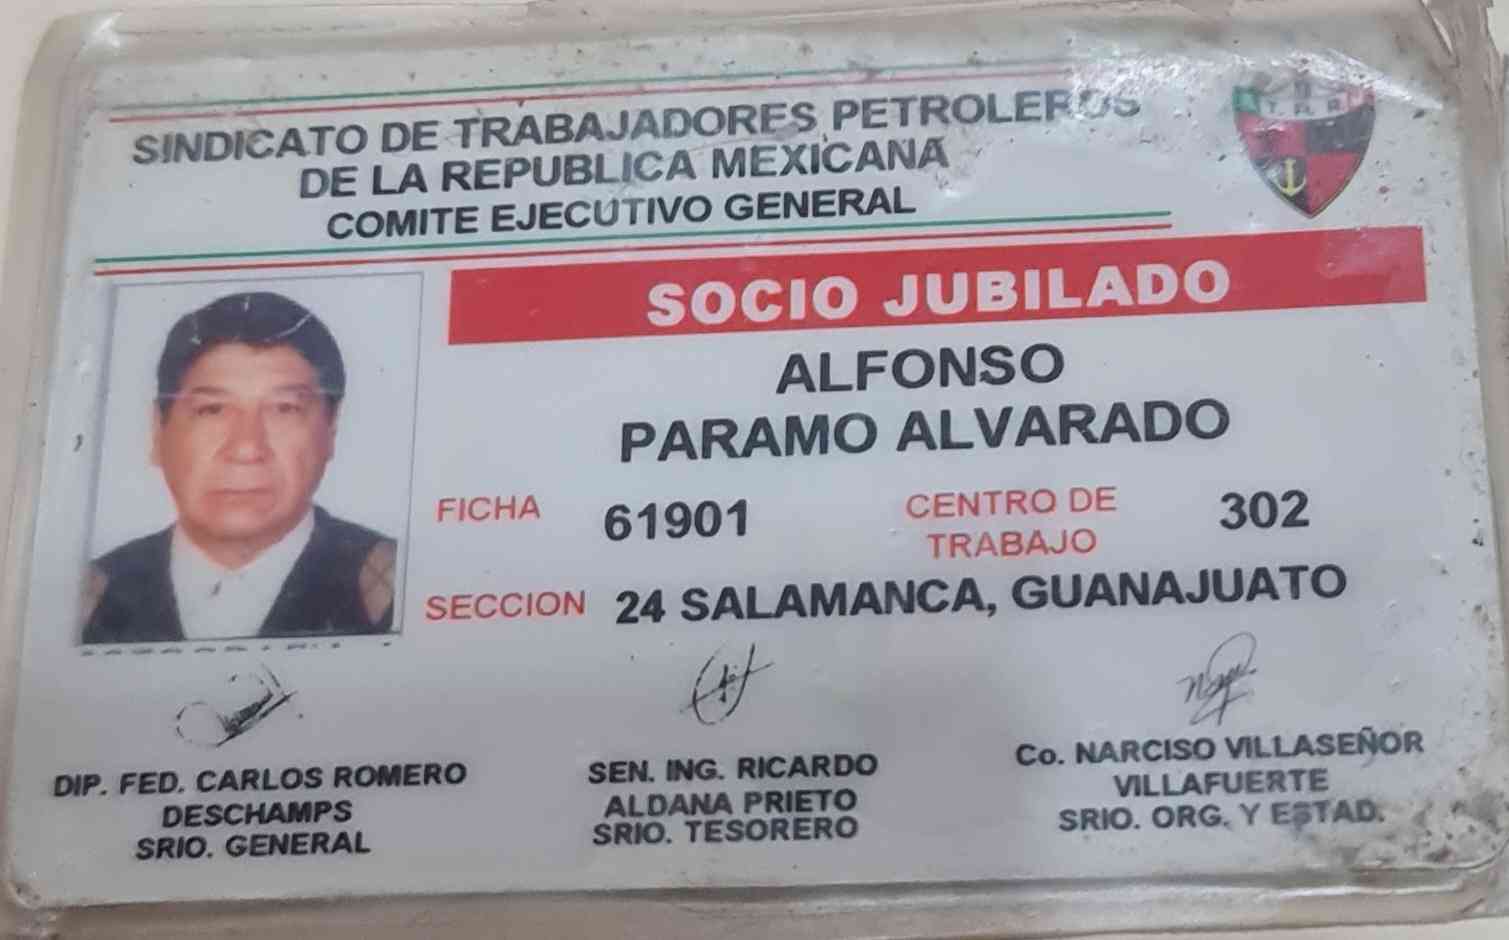 SINDICATO DE TRABAJADORES PETROLEROS
DE LA REPUBLICA MEXICANA
COMITE EJECUTIVO GENERAL
S
T P R M
SOCIO JUBILADO
ALFONSO
PARAMO ALVARADO
FICHA 61901 CENTRO DE TRABAJO 302
SECCION 24 SALAMANCA, GUANAJUATO
DIP. FED. CARLOS ROMERO
DESCHAMPS
SRIO. GENERAL
SEN. ING. RICARDO
ALDANA PRIETO
SRIO. TESORERO
Co. NARCISO VILLASEÑOR
VILLAFUERTE
SRIO. ORG. Y ESTAD.